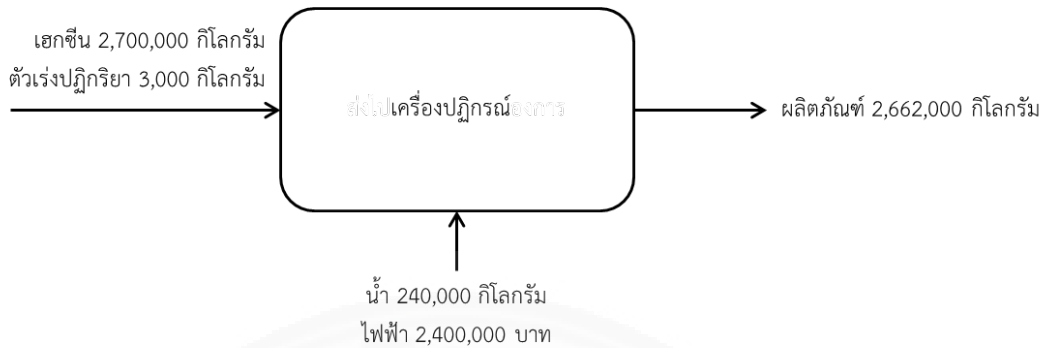 เฮกซีน 2,700,000 กิโลกรัม
ตัวเร่งปฏิกริยา 3,000 กิโลกรัม
เครื่องปฏิกรณ์
ผลิตภัณฑ์ 2,662,000 กิโลกรัม
น้ำ 240,000 กิโลกรัม
ไฟฟ้า 2,400,000 บาท